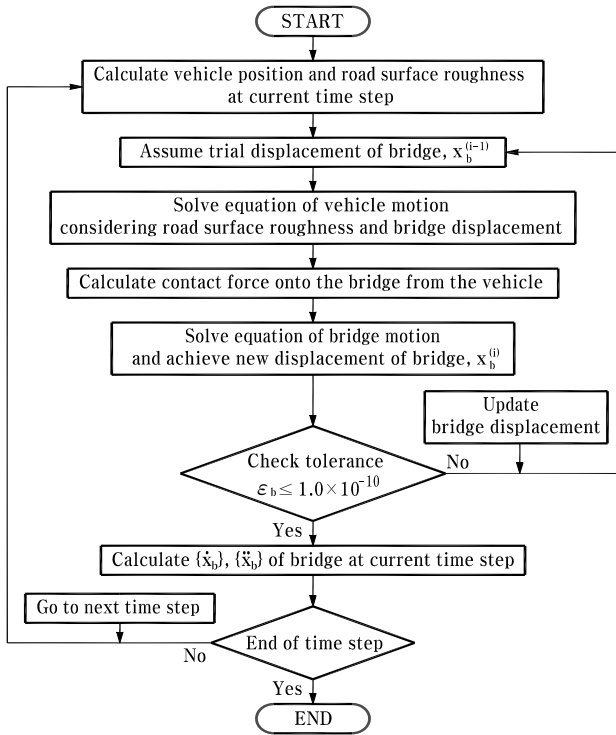 START
Calculate vehicle position and road surface roughness
at current time step
Assume trial displacement of bridge, x_b^(i−1)
Solve equation of vehicle motion
considering road surface roughness and bridge displacement
Calculate contact force onto the bridge from the vehicle
Solve equation of bridge motion
and achieve new displacement of bridge, x_b^(i)
Update
bridge displacement
Check tolerance
ε_b ≤ 1.0×10^−10
No
Yes
Calculate {ẋ_b}, {ẍ_b} of bridge at current time step
Go to next time step
End of time step
No
Yes
END